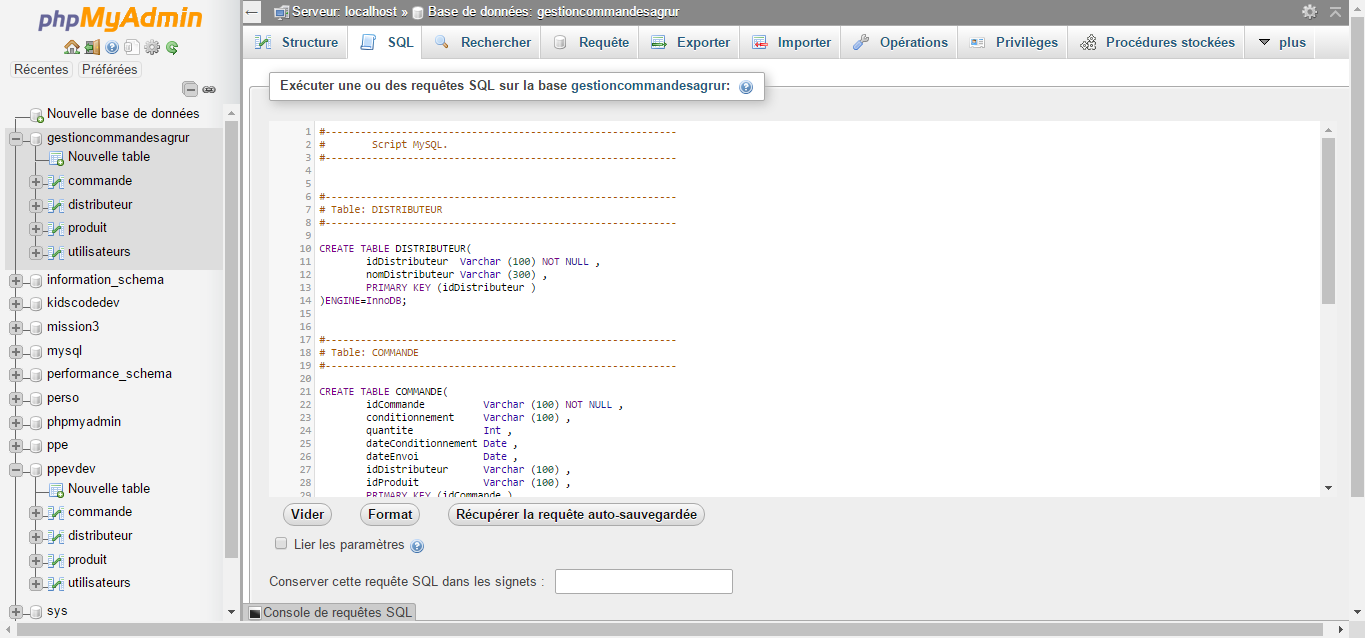 phpMyAdmin
Récentes Préférées
Nouvelle base de données
gestioncommandesagrur
Nouvelle table
commande
distributeur
produit
utilisateurs
information_schema
kidscodedev
mission3
mysql
performance_schema
perso
phpmyadmin
ppe
ppevdev
Nouvelle table
commande
distributeur
produit
utilisateurs
sys
Serveur: localhost » Base de données: gestioncommandesagrur
Structure SQL Rechercher Requête Exporter Importer Opérations Privilèges Procédures stockées plus
Exécuter une ou des requêtes SQL sur la base gestioncommandesagrur:
1 #------------------------------------------------------------
2 #        Script MySQL.
3 #------------------------------------------------------------
4
5
6 #------------------------------------------------------------
7 # Table: DISTRIBUTEUR
8 #------------------------------------------------------------
9
10 CREATE TABLE DISTRIBUTEUR(
11         idDistributeur  Varchar (100) NOT NULL ,
12         nomDistributeur Varchar (300) ,
13         PRIMARY KEY (idDistributeur )
14 )ENGINE=InnoDB;
15
16
17 #------------------------------------------------------------
18 # Table: COMMANDE
19 #------------------------------------------------------------
20
21 CREATE TABLE COMMANDE(
22         idCommande          Varchar (100) NOT NULL ,
23         conditionnement     Varchar (100) ,
24         quantite            Int ,
25         dateConditionnement Date ,
26         dateEnvoi           Date ,
27         idDistributeur      Varchar (100) ,
28         idProduit           Varchar (100) ,
29         PRIMARY KEY (idCommande )
Vider Format Récupérer la requête auto-sauvegardée
Lier les paramètres
Conserver cette requête SQL dans les signets :
Console de requêtes SQL